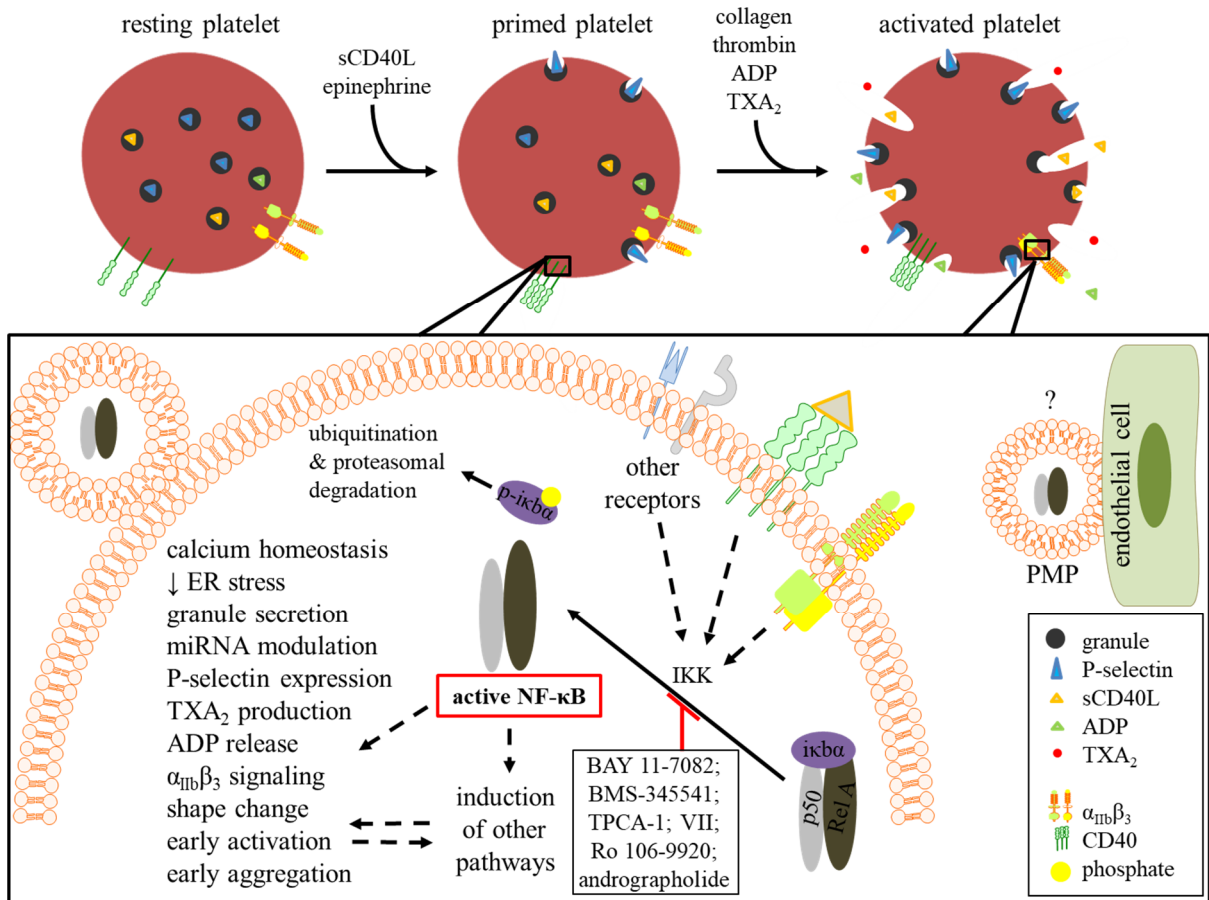 resting platelet
sCD40L
epinephrine
primed platelet
collagen
thrombin
ADP
TXA₂
activated platelet
ubiquitination
& proteasomal
degradation
p-iκbα
other
receptors
?
endothelial cell
PMP
calcium homeostasis
↓ ER stress
granule secretion
miRNA modulation
P-selectin expression
TXA₂ production
ADP release
αIIbβ₃ signaling
shape change
early activation
early aggregation
active NF-κB
induction
of other
pathways
IKK
BAY 11-7082;
BMS-345541;
TPCA-1; VII;
Ro 106-9920;
andrographolide
iκbα
p50
Rel A
granule
P-selectin
sCD40L
ADP
TXA₂
αIIbβ₃
CD40
phosphate